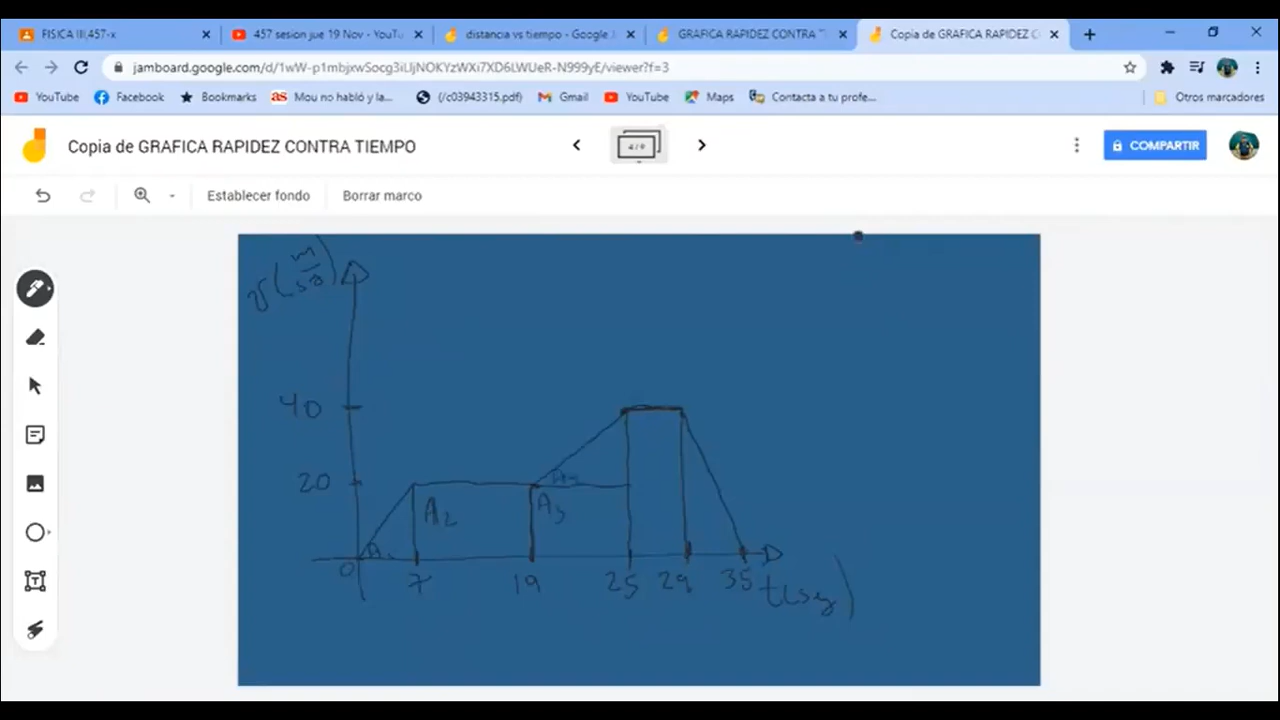 FISICA III,457-x
457 sesion jue 19 Nov - YouTu
distancia vs tiempo - Google J
GRAFICA RAPIDEZ CONTRA T
Copia de GRAFICA RAPIDEZ CO
jamboard.google.com/d/1wW-p1mbjxwSocg3iUjNOKYzWXi7XD6LWUeR-N999yE/viewer?f=3
YouTube
Facebook
Bookmarks
Mou no habló y la...
(/c03943315.pdf)
Gmail
YouTube
Maps
Contacta a tu profe...
Otros marcadores
Copia de GRAFICA RAPIDEZ CONTRA TIEMPO
4 / 9
COMPARTIR
Establecer fondo
Borrar marco
40
20
A2
A3
0
7
19
25
29
35